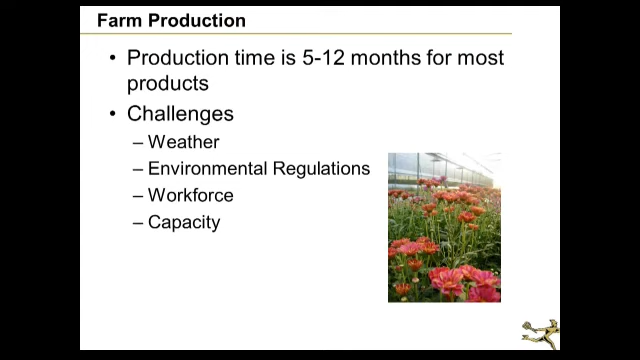 Farm Production
• Production time is 5-12 months for most
products
• Challenges
– Weather
– Environmental Regulations
– Workforce
– Capacity